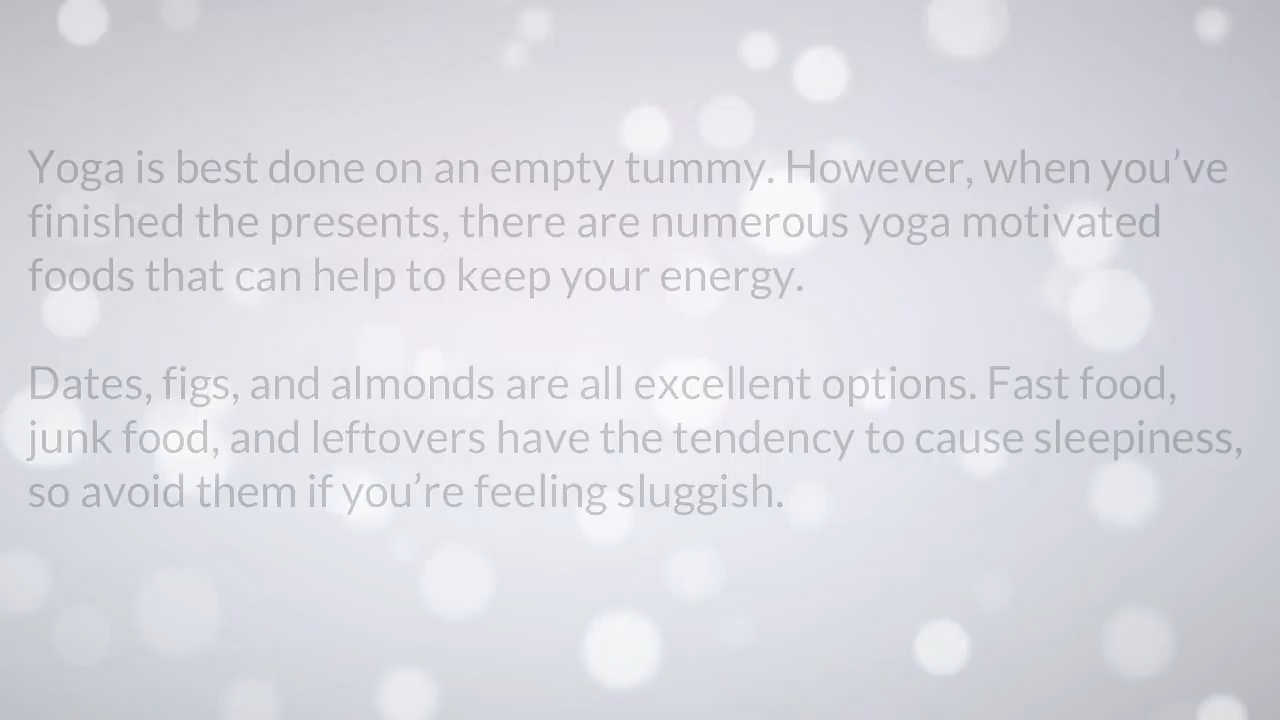 Yoga is best done on an empty tummy. However, when you’ve
finished the presents, there are numerous yoga motivated
foods that can help to keep your energy.
Dates, figs, and almonds are all excellent options. Fast food,
junk food, and leftovers have the tendency to cause sleepiness,
so avoid them if you’re feeling sluggish.